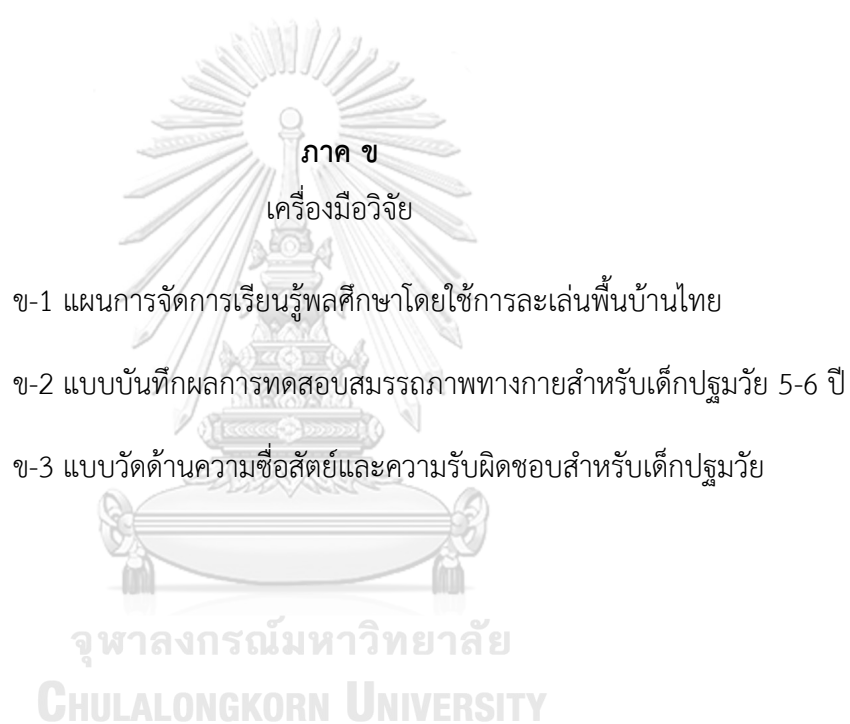 ภาค ข
เครื่องมือวิจัย
ข-1 แผนการจัดการเรียนรู้พลศึกษาโดยใช้การละเล่นพื้นบ้านไทย
ข-2 แบบบันทึกผลการทดสอบสมรรถภาพทางกายสำหรับเด็กปฐมวัย 5-6 ปี
ข-3 แบบวัดด้านความซื่อสัตย์และความรับผิดชอบสำหรับเด็กปฐมวัย
จุฬาลงกรณ์มหาวิทยาลัย
CHULALONGKORN UNIVERSITY